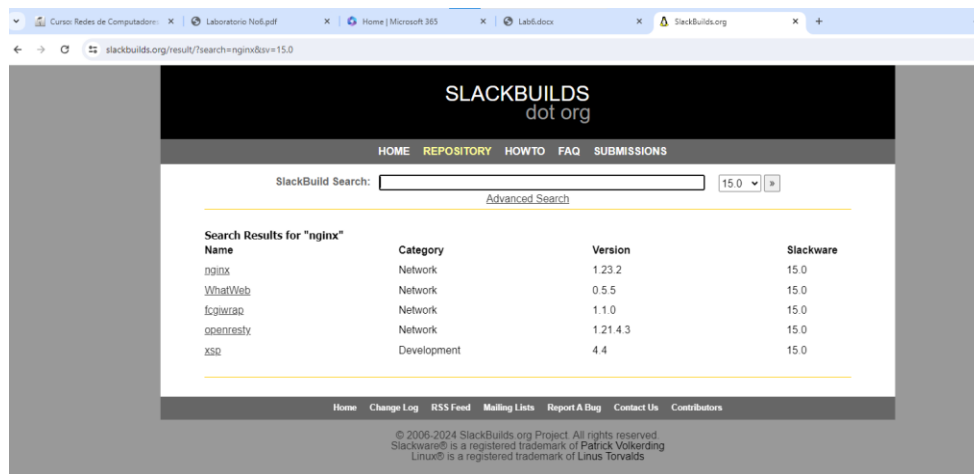 Curso: Redes de Computadore
Laboratorio No6.pdf
Home | Microsoft 365
Lab6.docx
SlackBuilds.org
slackbuilds.org/result/?search=nginx&sv=15.0
SLACKBUILDS
dot org
HOME REPOSITORY HOWTO FAQ SUBMISSIONS
SlackBuild Search: 15.0 »
Advanced Search
Search Results for "nginx"
Name Category Version Slackware
nginx Network 1.23.2 15.0
WhatWeb Network 0.5.5 15.0
fcgiwrap Network 1.1.0 15.0
openresty Network 1.21.4.3 15.0
xsp Development 4.4 15.0
Home Change Log RSS Feed Mailing Lists Report A Bug Contact Us Contributors
© 2006-2024 SlackBuilds.org Project. All rights reserved.
Slackware® is a registered trademark of Patrick Volkerding
Linux® is a registered trademark of Linus Torvalds